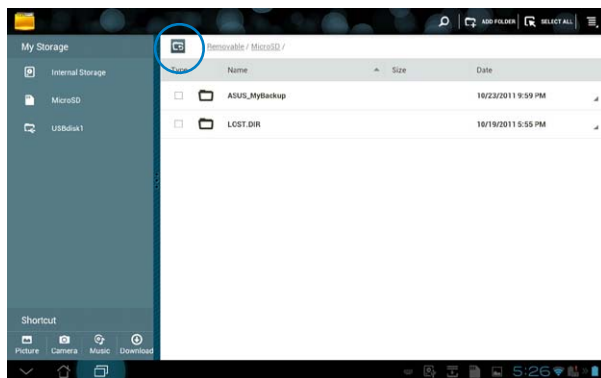 ADD FOLDER SELECT ALL
My Storage
Removable / MicroSD /
Type Name Size Date
Internal Storage
MicroSD
USBdisk1
ASUS_MyBackup 10/23/2011 9:59 PM
LOST.DIR 10/19/2011 5:55 PM
Shortcut
Picture Camera Music Download
5:26